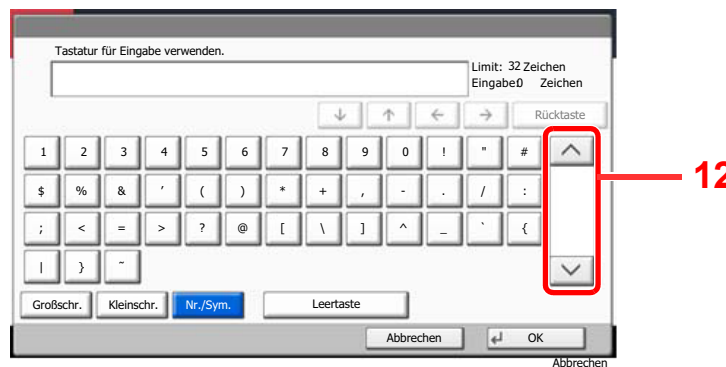 Tastatur für Eingabe verwenden.
Limit: 32 Zeichen
Eingabe:0 Zeichen
↓ ↑ ← → Rücktaste
1 2 3 4 5 6 7 8 9 0 ! " #
$ % & ' ( ) * + , - . / :
; < = > ? @ [ \ ] ^ _ ` {
| } ~
12
Großschr. Kleinschr. Nr./Sym. Leertaste
Abbrechen OK
Abbrechen